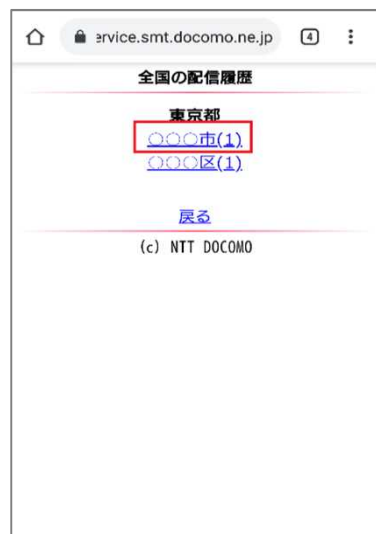 ervice.smt.docomo.ne.jp 4
全国の配信履歴
東京都
○○○市(1)
○○○区(1)
戻る
(c) NTT DOCOMO